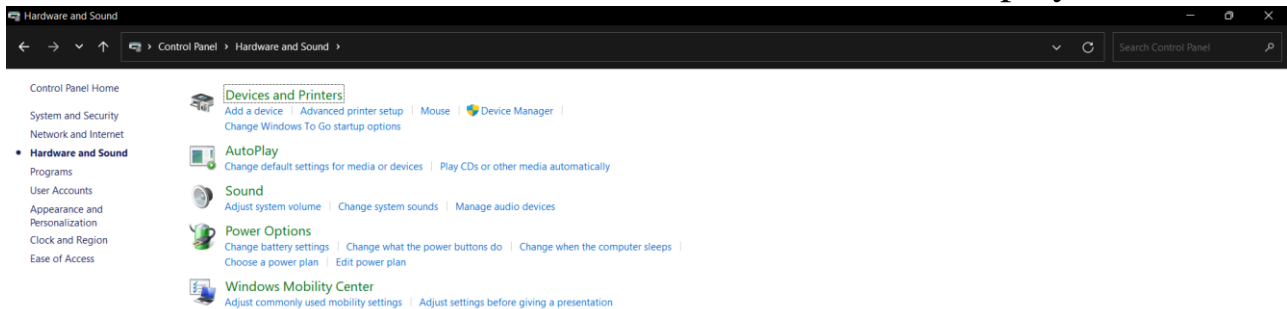 Hardware and Sound
Control Panel > Hardware and Sound >
Search Control Panel
Control Panel Home
System and Security
Network and Internet
Hardware and Sound
Programs
User Accounts
Appearance and
Personalization
Clock and Region
Ease of Access
Devices and Printers
Add a device | Advanced printer setup | Mouse | Device Manager |
Change Windows To Go startup options
AutoPlay
Change default settings for media or devices | Play CDs or other media automatically
Sound
Adjust system volume | Change system sounds | Manage audio devices
Power Options
Change battery settings | Change what the power buttons do | Change when the computer sleeps |
Choose a power plan | Edit power plan
Windows Mobility Center
Adjust commonly used mobility settings | Adjust settings before giving a presentation